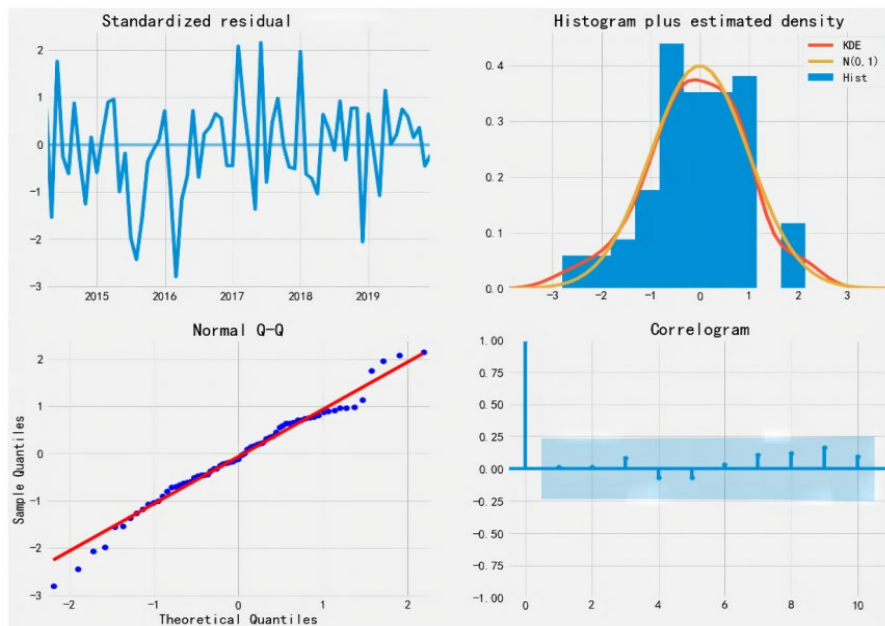 Standardized residual
2
1
0
-1
-2
-3
2015 2016 2017 2018 2019
Histogram plus estimated density
KDE
N(0,1)
Hist
0.4
0.3
0.2
0.1
0.0
-3 -2 -1 0 1 2 3
Normal Q-Q
Sample Quantiles
2
1
0
-1
-2
-3
-2 -1 0 1 2
Theoretical Quantiles
Correlogram
1.00
0.75
0.50
0.25
0.00
-0.25
-0.50
-0.75
-1.00
0 2 4 6 8 10